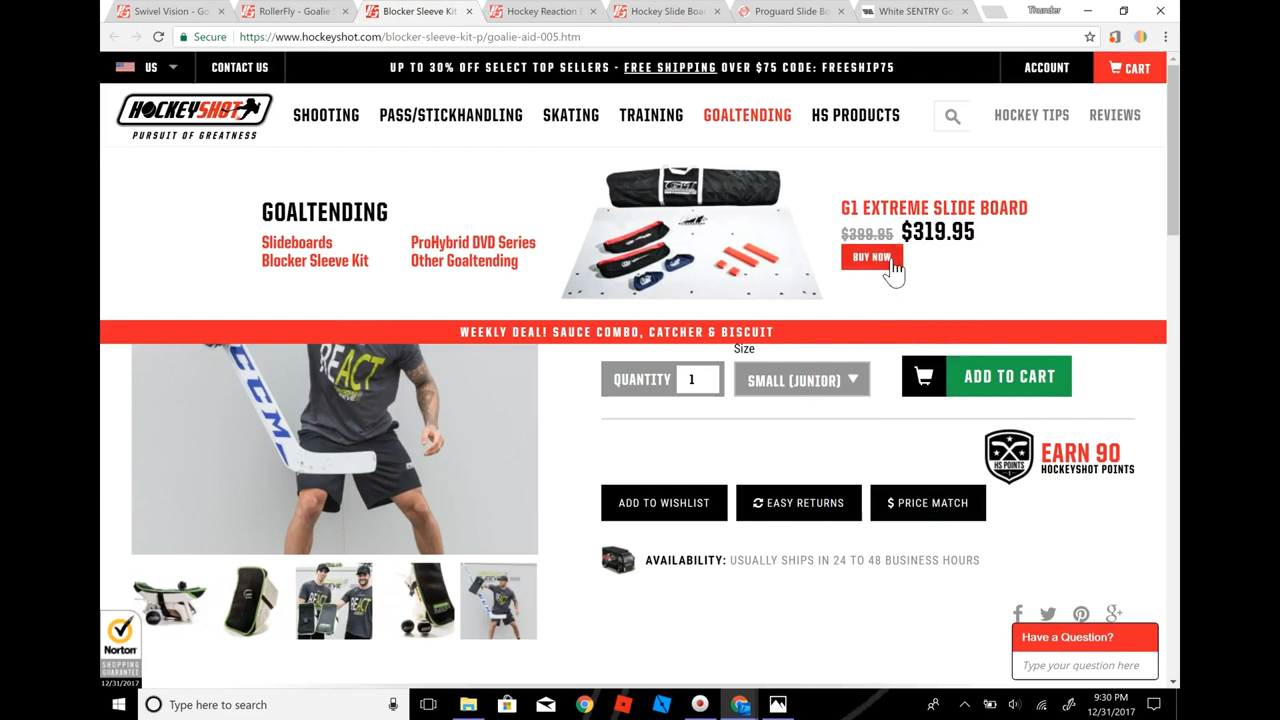 Swivel Vision - Go
RollerFly - Goalie
Blocker Sleeve Kit
Hockey Reaction
Hockey Slide Boa
Proguard Slide Bo
White SENTRY Go
Thunder
Secure https://www.hockeyshot.com/blocker-sleeve-kit-p/goalie-aid-005.htm
US CONTACT US UP TO 30% OFF SELECT TOP SELLERS - FREE SHIPPING OVER $75 CODE: FREESHIP75 ACCOUNT CART
HOCKEYSHOT
PURSUIT OF GREATNESS
SHOOTING PASS/STICKHANDLING SKATING TRAINING GOALTENDING HS PRODUCTS HOCKEY TIPS REVIEWS
GOALTENDING
Slideboards
Blocker Sleeve Kit
ProHybrid DVD Series
Other Goaltending
G1 EXTREME SLIDE BOARD
$399.95 $319.95
BUY NOW
WEEKLY DEAL! SAUCE COMBO, CATCHER & BISCUIT
REACT
CCM
Size
QUANTITY 1 SMALL (JUNIOR) ADD TO CART
HS POINTS
EARN 90
HOCKEYSHOT POINTS
ADD TO WISHLIST EASY RETURNS $ PRICE MATCH
AVAILABILITY: USUALLY SHIPS IN 24 TO 48 BUSINESS HOURS
Norton
SHOPPING
GUARANTEE
12/31/2017
Have a Question?
Type your question here
Type here to search
9:30 PM
12/31/2017